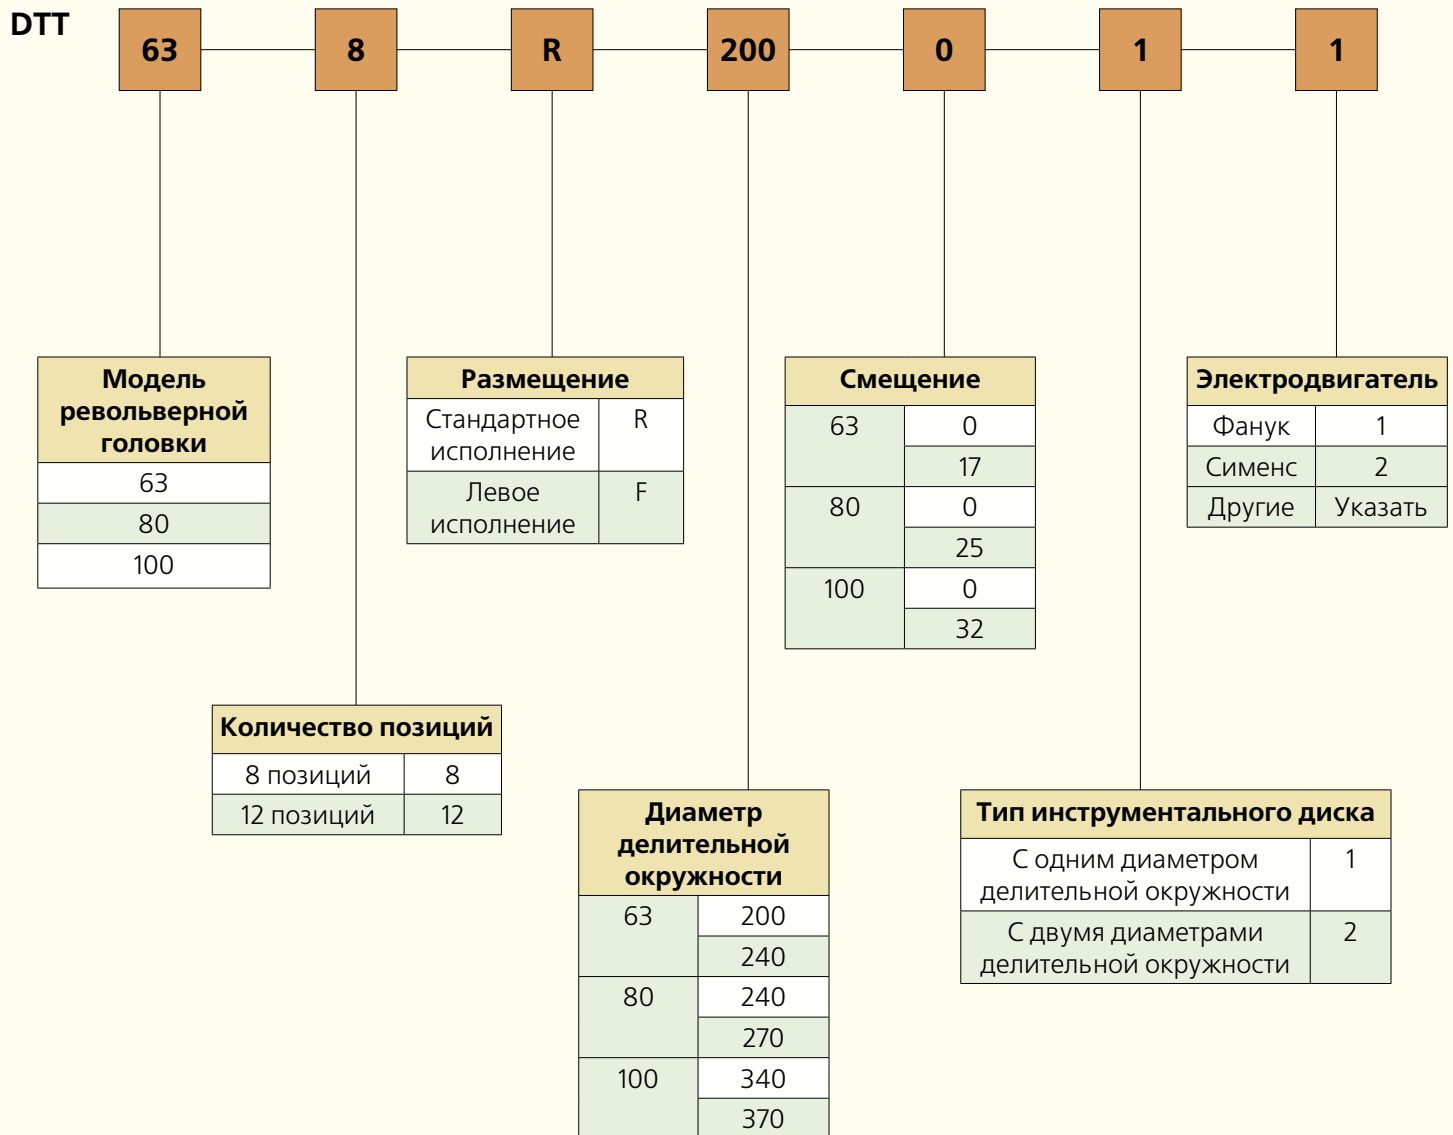 DTT
63 8 R 200 0 1 1
Модель
револьверной
головки
63
80
100
Размещение
Стандартное
исполнение
R
Левое
исполнение
F
Смещение
63 0
17
80 0
25
100 0
32
Электродвигатель
Фанук 1
Сименс 2
Другие Указать
Количество позиций
8 позиций 8
12 позиций 12
Диаметр
делительной
окружности
63 200
240
80 240
270
100 340
370
Тип инструментального диска
С одним диаметром
делительной окружности
1
С двумя диаметрами
делительной окружности
2